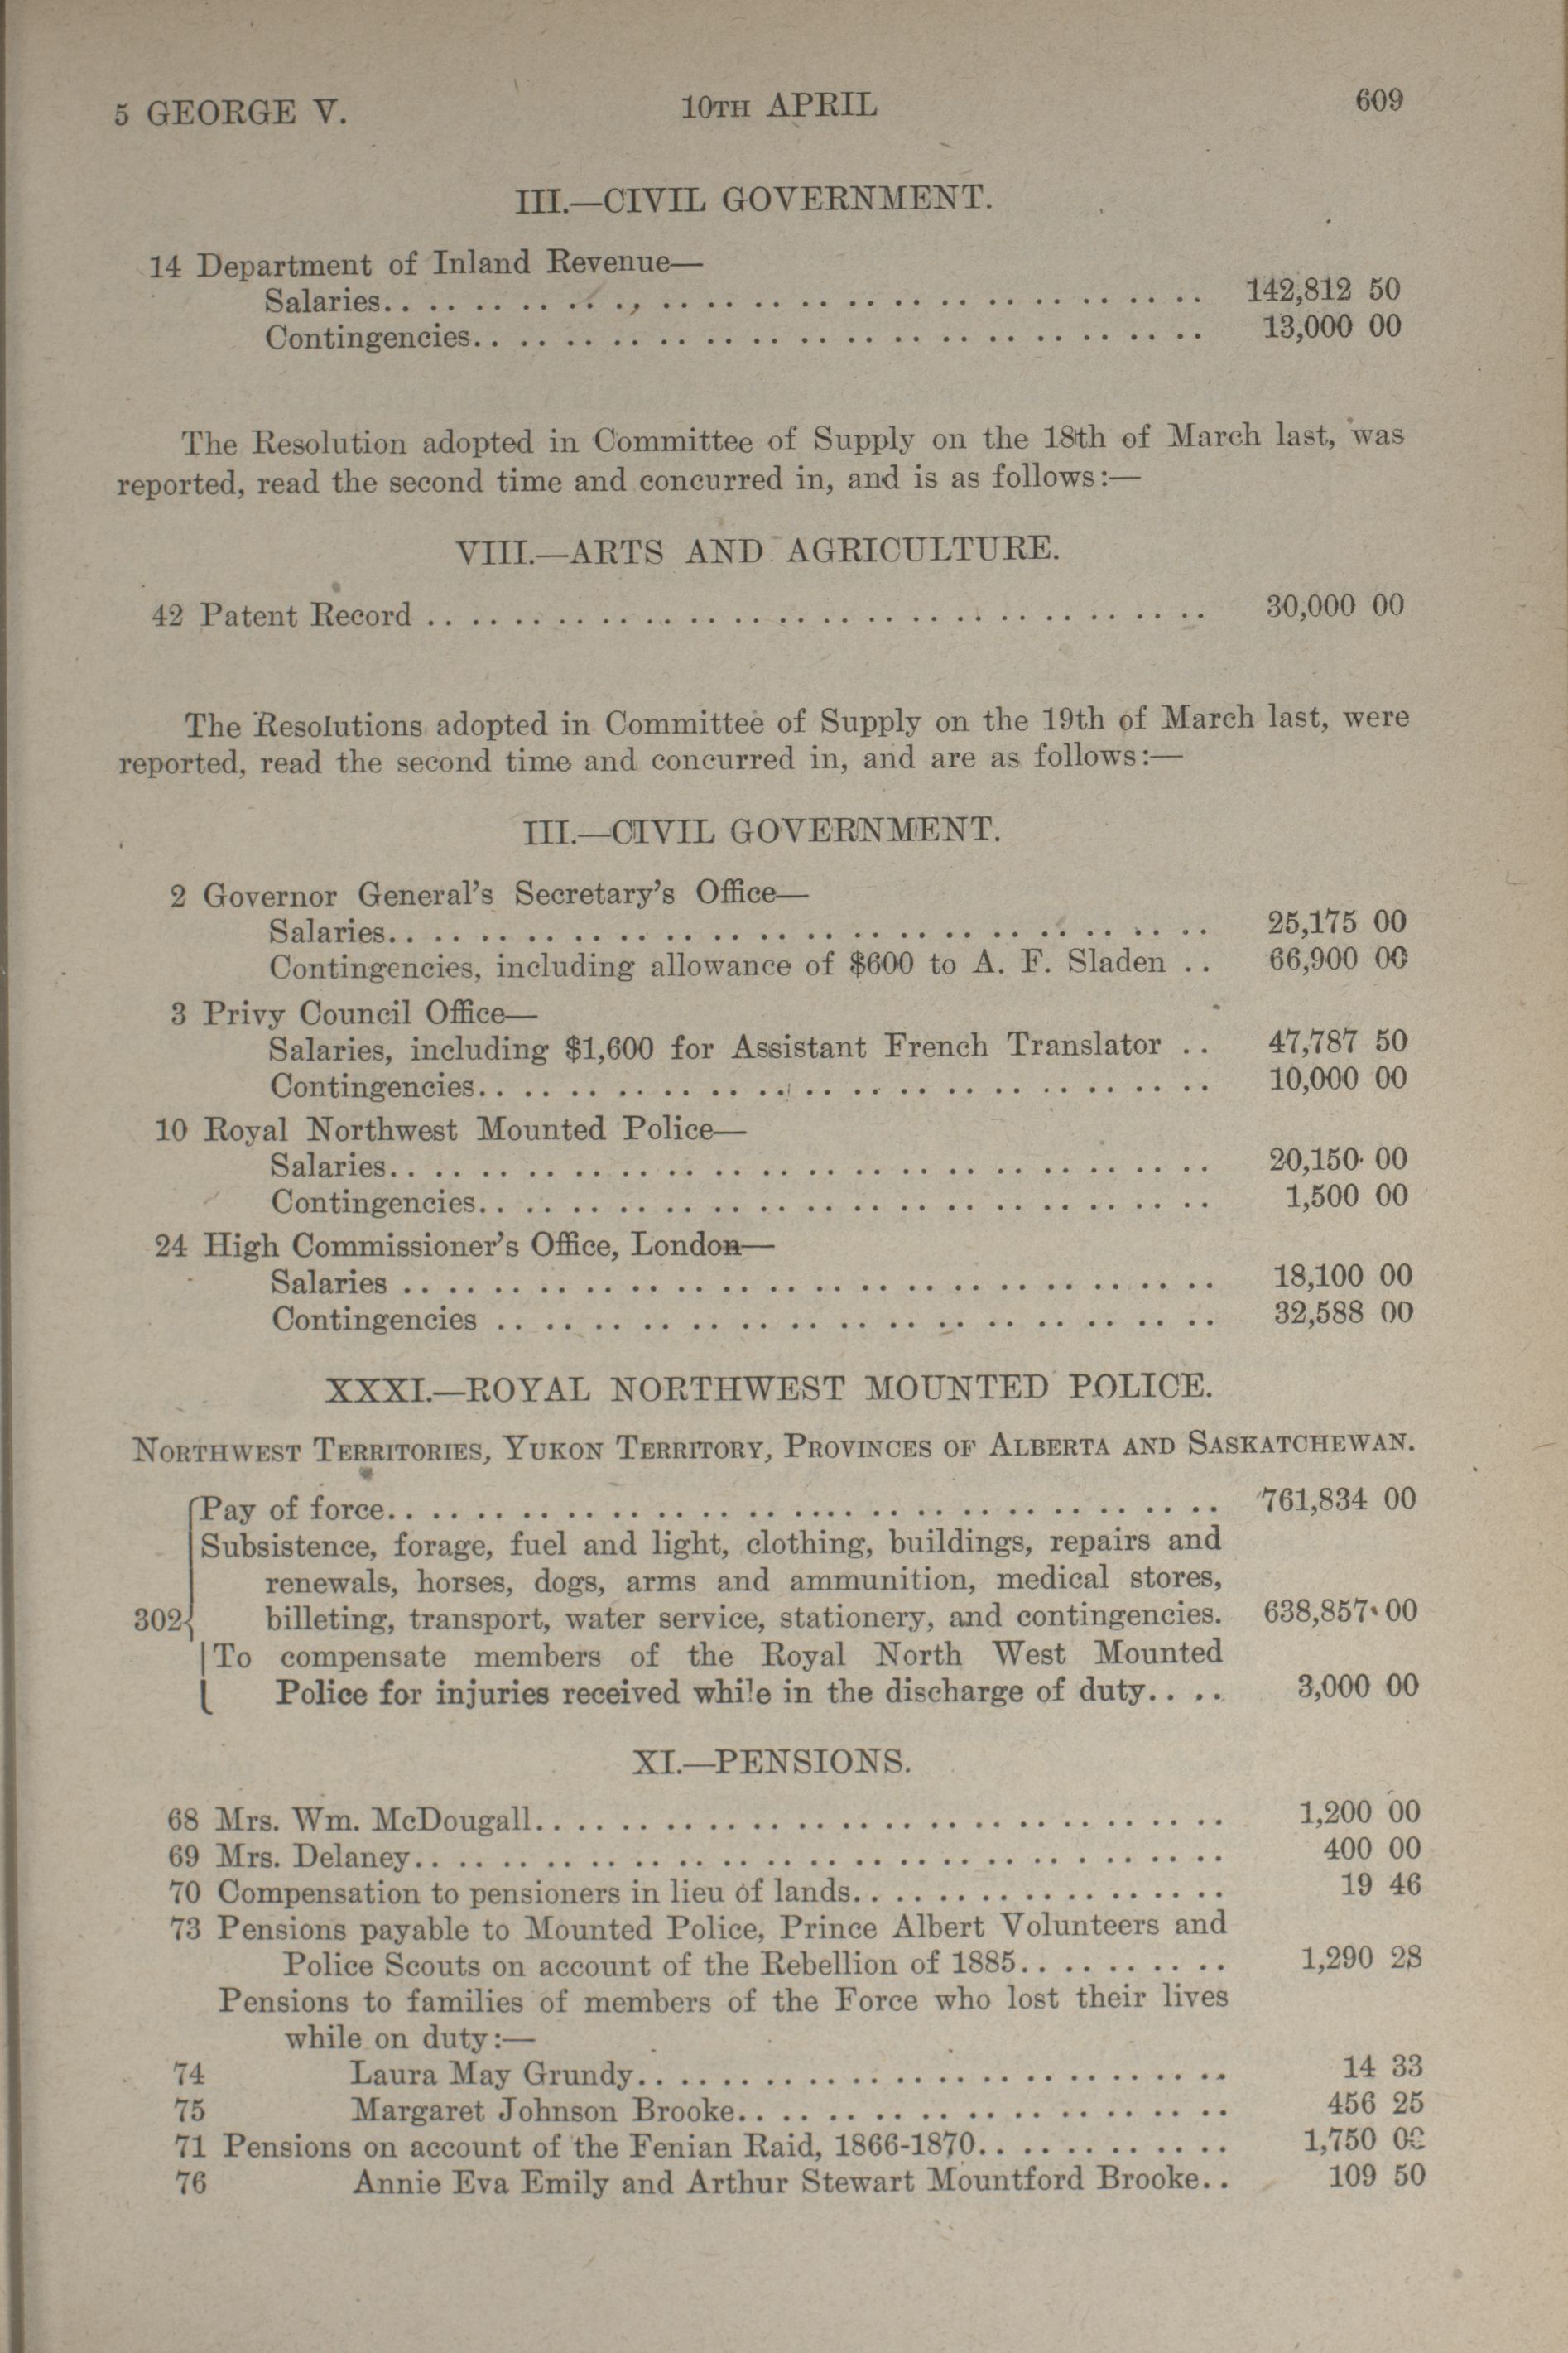 5 GEORGE V. 10TH APRIL 609
III.—CIVIL GOVERNMENT.
14 Department of Inland Revenue—
Salaries.. .. .. .. .. .. .. .. .. .. .. .. .. .. .. .. .. .. 142,812 50
Contingencies.. .. .. .. .. .. .. .. .. .. .. .. .. .. .. .. 13,000 00
The Resolution adopted in Committee of Supply on the 18th of March last, was
reported, read the second time and concurred in, and is as follows:—
VIII.—ARTS AND AGRICULTURE.
42 Patent Record .. .. .. .. .. .. .. .. .. .. .. .. .. .. .. .. .. .. 30,000 00
The Resolutions adopted in Committee of Supply on the 19th of March last, were
reported, read the second time and concurred in, and are as follows:—
III.—CIVIL GOVERNMENT.
2 Governor General's Secretary's Office—
Salaries.. .. .. .. .. .. .. .. .. .. .. .. .. .. .. .. .. .. 25,175 00
Contingencies, including allowance of $600 to A. F. Sladen .. 66,900 00
3 Privy Council Office—
Salaries, including $1,600 for Assistant French Translator .. 47,787 50
Contingencies.. .. .. .. .. .. .. .. .. .. .. .. .. .. .. .. 10,000 00
10 Royal Northwest Mounted Police—
Salaries.. .. .. .. .. .. .. .. .. .. .. .. .. .. .. .. .. .. 20,150 00
Contingencies.. .. .. .. .. .. .. .. .. .. .. .. .. .. .. .. 1,500 00
24 High Commissioner's Office, London—
Salaries .. .. .. .. .. .. .. .. .. .. .. .. .. .. .. .. .. .. 18,100 00
Contingencies .. .. .. .. .. .. .. .. .. .. .. .. .. .. .. 32,588 00
XXXI.—ROYAL NORTHWEST MOUNTED POLICE.
NORTHWEST TERRITORIES, YUKON TERRITORY, PROVINCES OF ALBERTA AND SASKATCHEWAN.
Pay of force.. .. .. .. .. .. .. .. .. .. .. .. .. .. .. .. .. .. 761,834 00
Subsistence, forage, fuel and light, clothing, buildings, repairs and
renewals, horses, dogs, arms and ammunition, medical stores,
302 billeting, transport, water service, stationery, and contingencies. 638,857 00
To compensate members of the Royal North West Mounted
Police for injuries received while in the discharge of duty.. .. 3,000 00
XI.—PENSIONS.
68 Mrs. Wm. McDougall.. .. .. .. .. .. .. .. .. .. .. .. .. .. .. .. 1,200 00
69 Mrs. Delaney.. .. .. .. .. .. .. .. .. .. .. .. .. .. .. .. .. .. 400 00
70 Compensation to pensioners in lieu of lands.. .. .. .. .. .. .. .. .. 19 46
73 Pensions payable to Mounted Police, Prince Albert Volunteers and
Police Scouts on account of the Rebellion of 1885.. .. .. .. .. 1,290 28
Pensions to families of members of the Force who lost their lives
while on duty:—
74 Laura May Grundy.. .. .. .. .. .. .. .. .. .. .. .. .. .. 14 33
75 Margaret Johnson Brooke.. .. .. .. .. .. .. .. .. .. .. 456 25
71 Pensions on account of the Fenian Raid, 1866-1870.. .. .. .. .. .. 1,750 00
76 Annie Eva Emily and Arthur Stewart Mountford Brooke.. 109 50